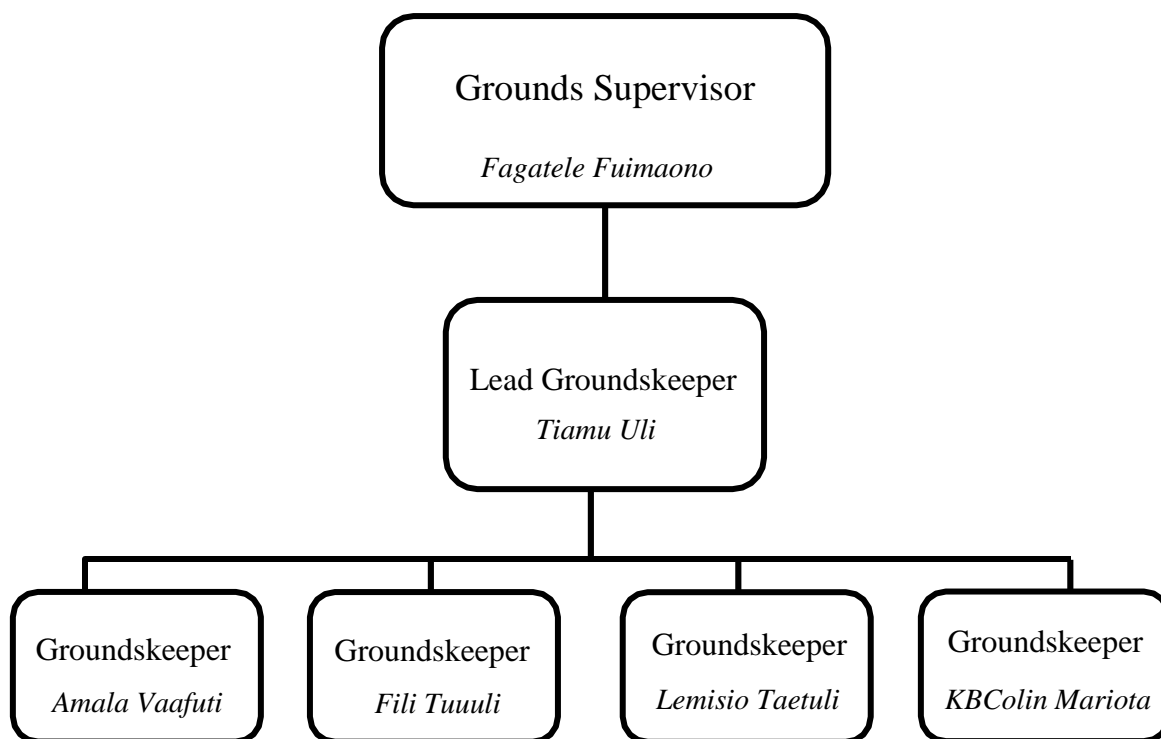 Grounds Supervisor
Fagatele Fuimaono
Lead Groundskeeper
Tiamu Uli
Groundskeeper
Amala Vaafuti
Groundskeeper
Fili Tuuuli
Groundskeeper
Lemisio Taetuli
Groundskeeper
KBColin Mariota